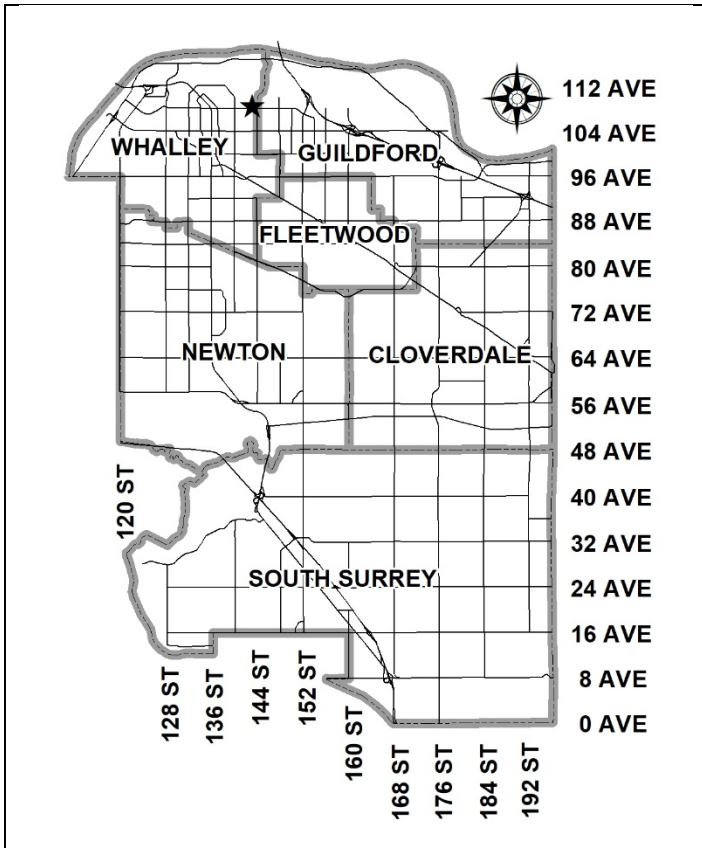 112 AVE
104 AVE
WHALLEY
GUILDFORD
96 AVE
88 AVE
FLEETWOOD
80 AVE
72 AVE
NEWTON
CLOVERDALE
64 AVE
56 AVE
48 AVE
120 ST
40 AVE
32 AVE
SOUTH SURREY
24 AVE
16 AVE
8 AVE
0 AVE
128 ST
136 ST
144 ST
152 ST
160 ST
168 ST
176 ST
184 ST
192 ST